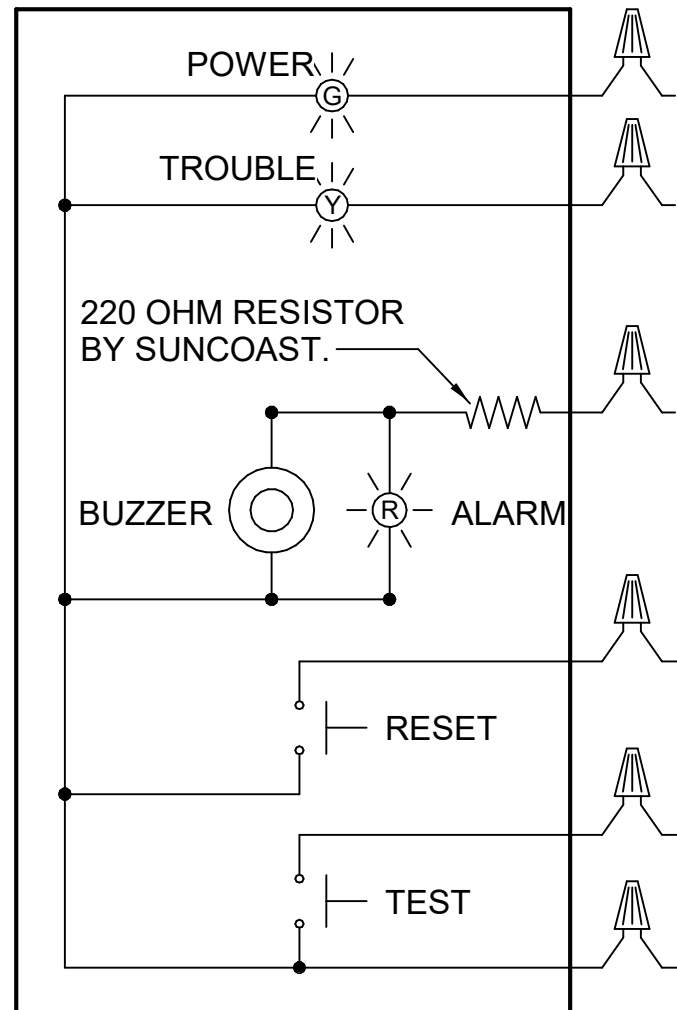 POWER
G
TROUBLE
Y
220 OHM RESISTOR
BY SUNCOAST.
BUZZER
R
ALARM
RESET
TEST